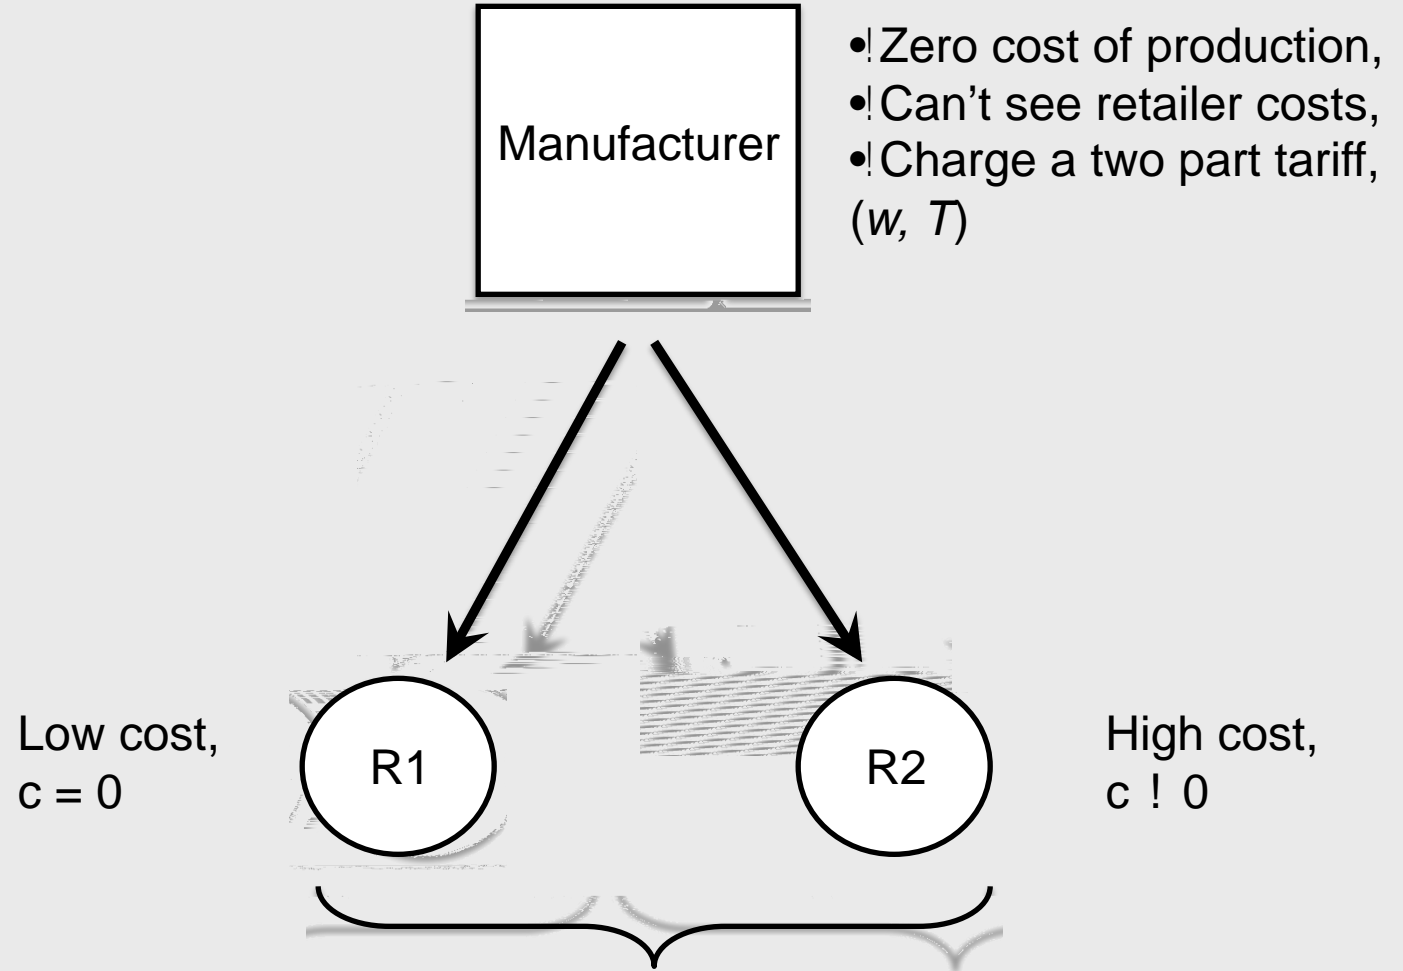 •!Zero cost of production,
•!Can't see retailer costs,
•!Charge a two part tariff,
(w, T)
Manufacturer
Low cost,
c = 0
R1
R2
High cost,
c ! 0